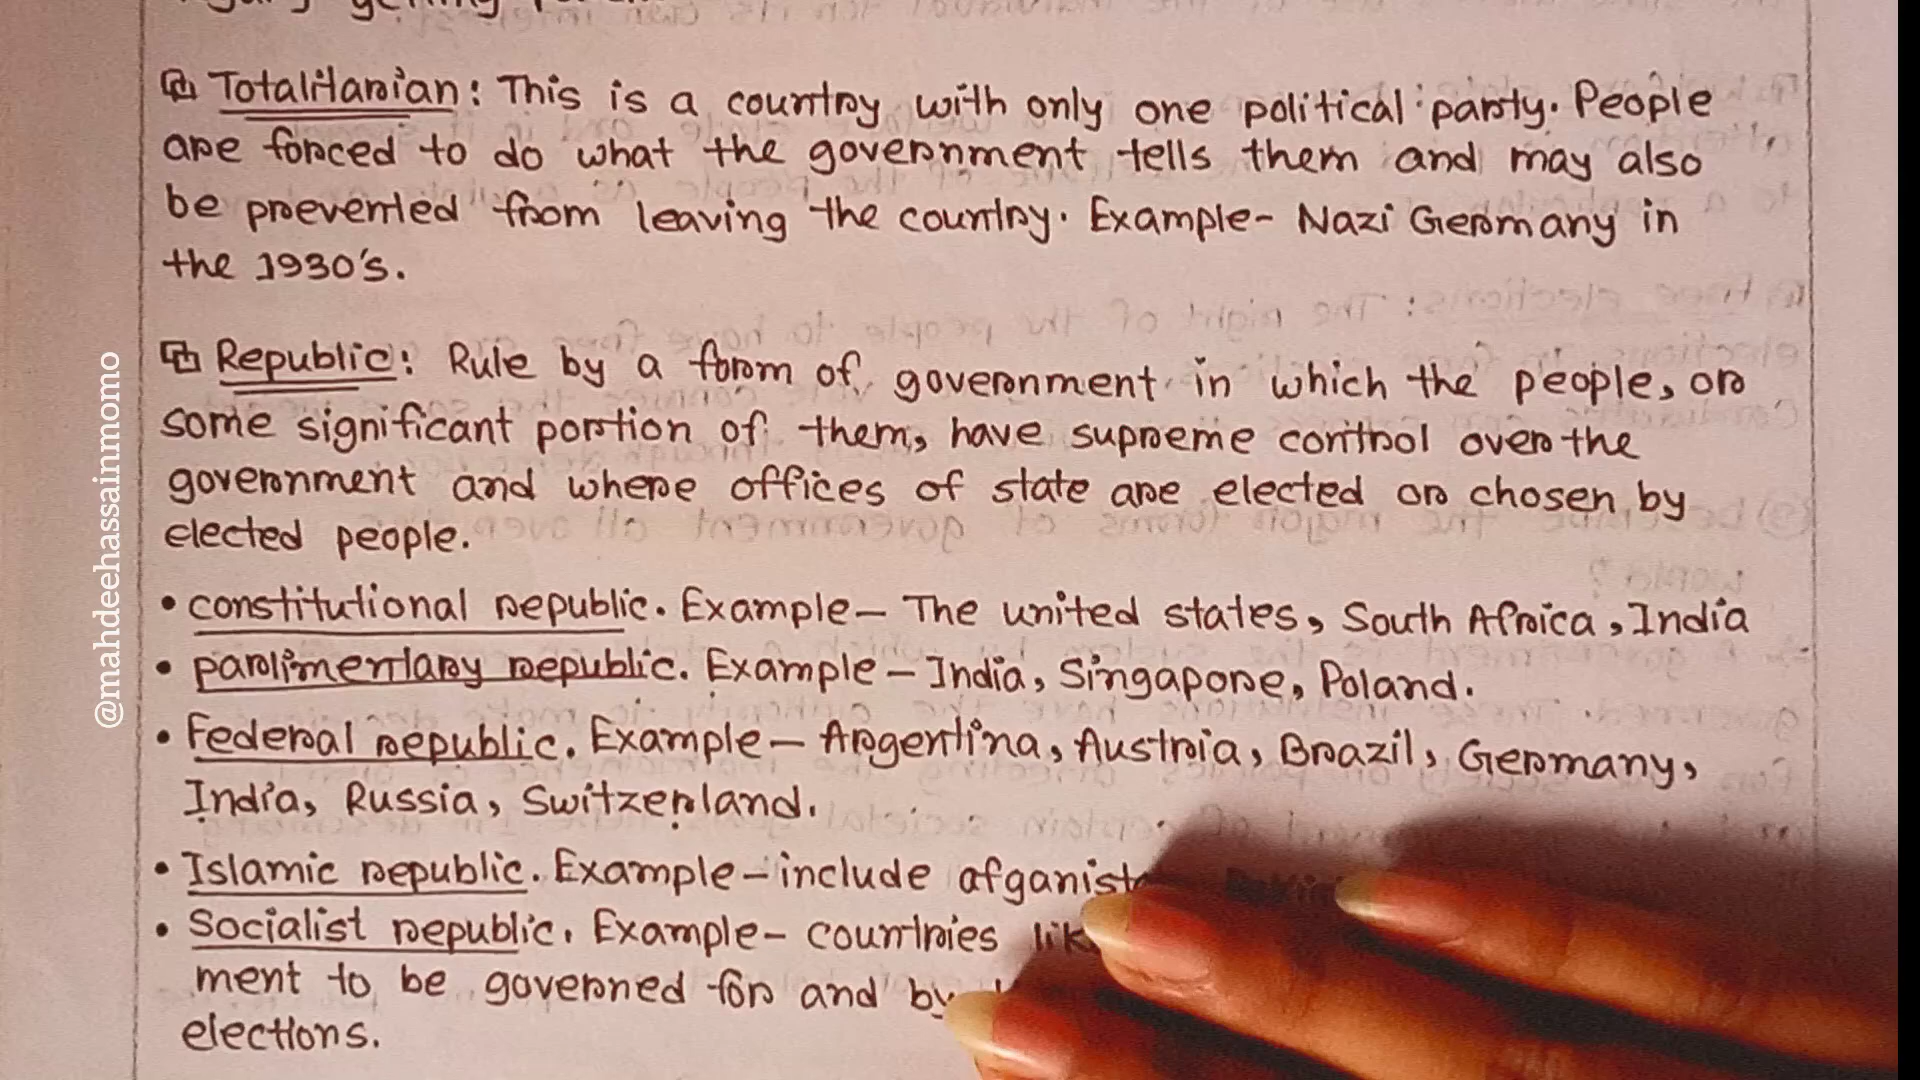 Totalitarian: This is a country with only one political party. People
are forced to do what the government tells them and may also
be prevented from leaving the country. Example- Nazi Germany in
the 1930's.
Republic: Rule by a form of government in which the people, or
some significant portion of them, have supreme control over the
government and where offices of state are elected or chosen by
elected people.
• constitutional republic. Example– The united states, South Africa, India
• parlimentary republic. Example – India, Singapore, Poland.
• Federal republic. Example – Argentina, Austria, Brazil, Germany,
India, Russia, Switzerland.
• Islamic republic. Example – include
• Socialist republic. Example – countries
ment to be governed for and by
elections.
@mahdeehassainmomo